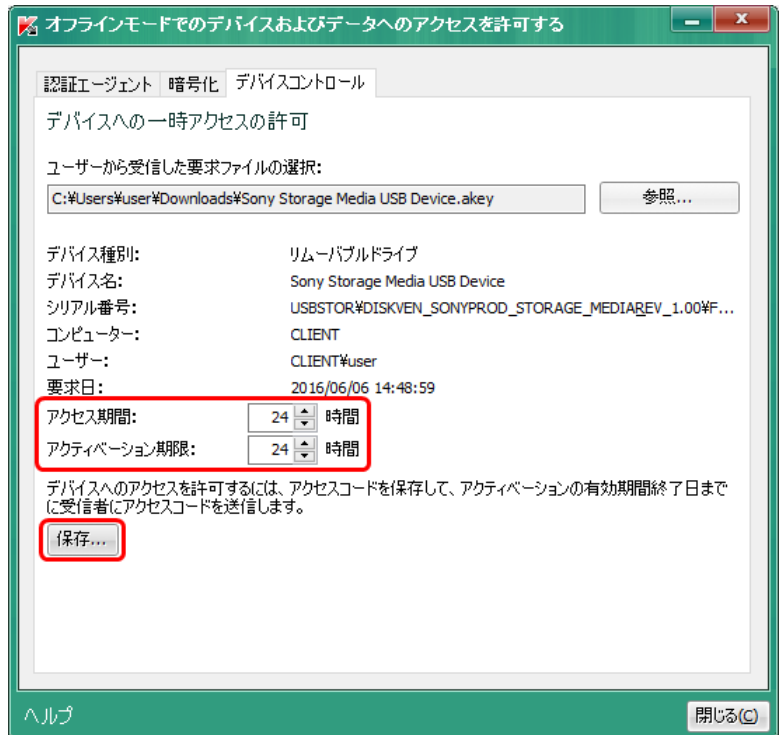 オフラインモードでのデバイスおよびデータへのアクセスを許可する
認証エージェント 暗号化 デバイスコントロール
デバイスへの一時アクセスの許可
ユーザーから受信した要求ファイルの選択:
C:¥Users¥user¥Downloads¥Sony Storage Media USB Device.akey 参照...
デバイス種別: リムーバブルドライブ
デバイス名: Sony Storage Media USB Device
シリアル番号: USBSTOR¥DISKVEN_SONYPROD_STORAGE_MEDIAREV_1.00¥F...
コンピューター: CLIENT
ユーザー: CLIENT¥user
要求日: 2016/06/06 14:48:59
アクセス期間: 24 時間
アクティベーション期限: 24 時間
デバイスへのアクセスを許可するには、アクセスコードを保存して、アクティベーションの有効期間終了日まで
に受信者にアクセスコードを送信します。
保存...
ヘルプ 閉じる(C)